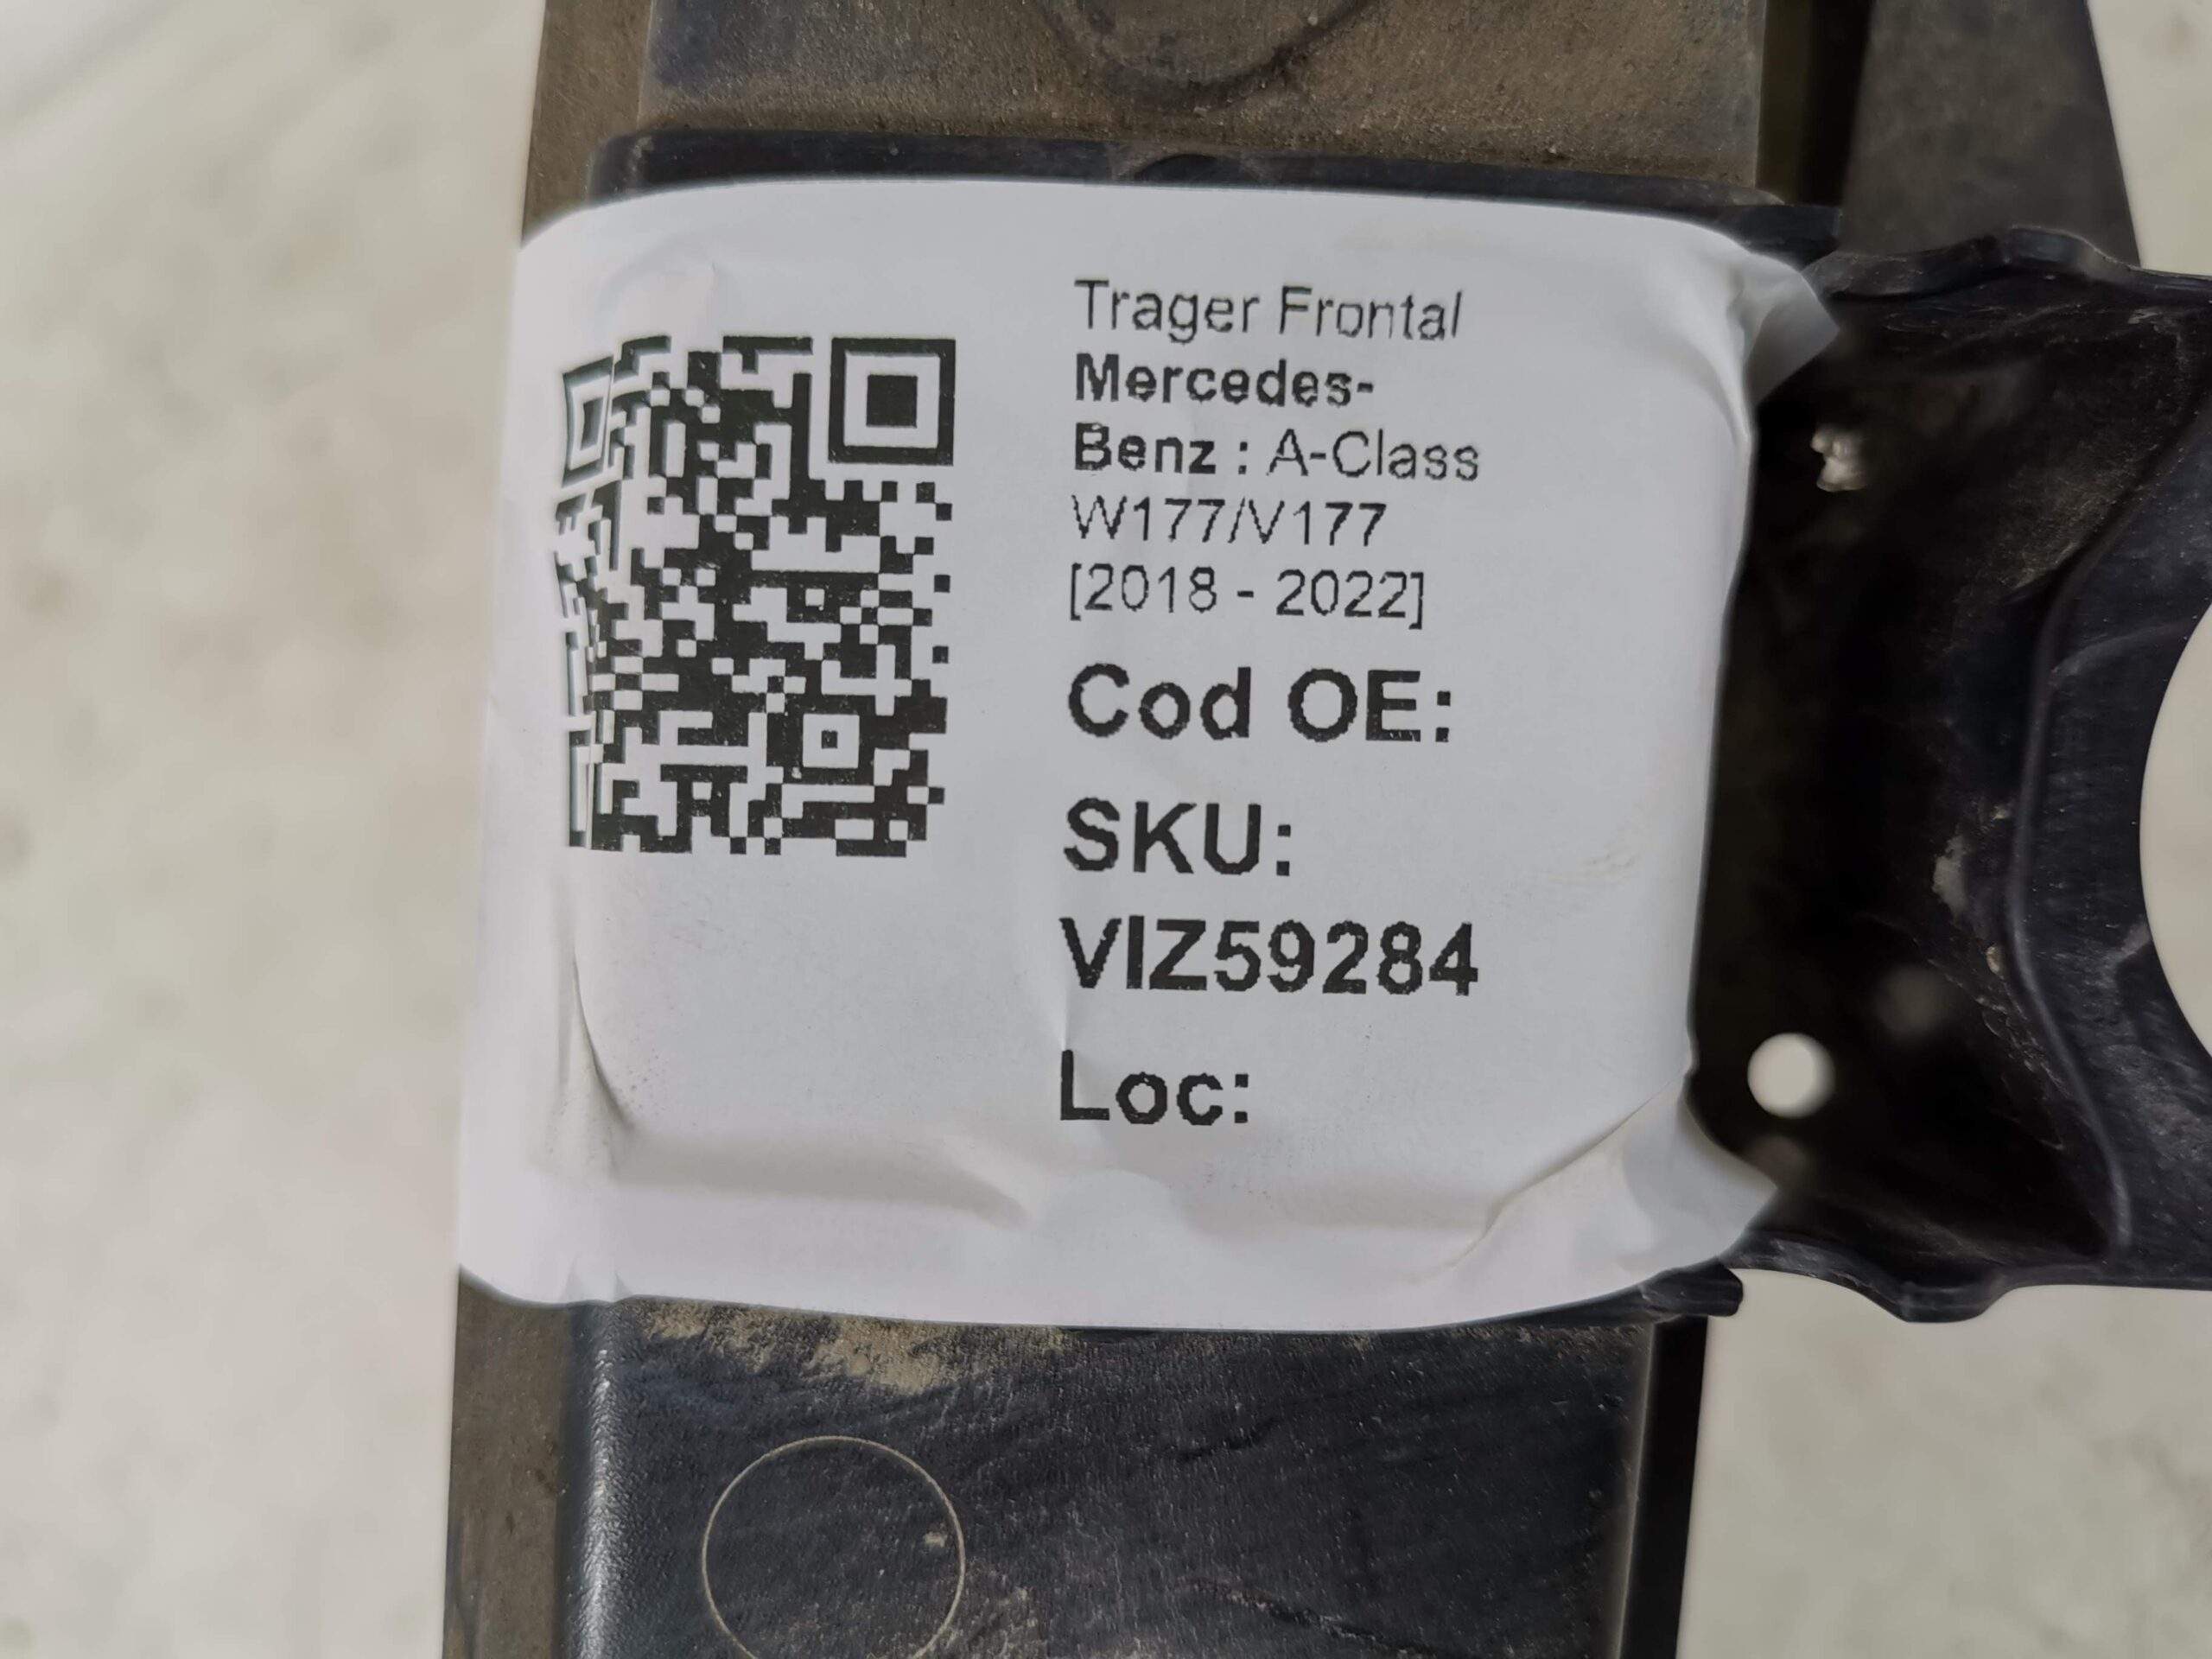 Trager Frontal
Mercedes-
Benz : A-Class
W177/V177
[2018 - 2022]
Cod OE:
SKU:
VIZ59284
Loc: